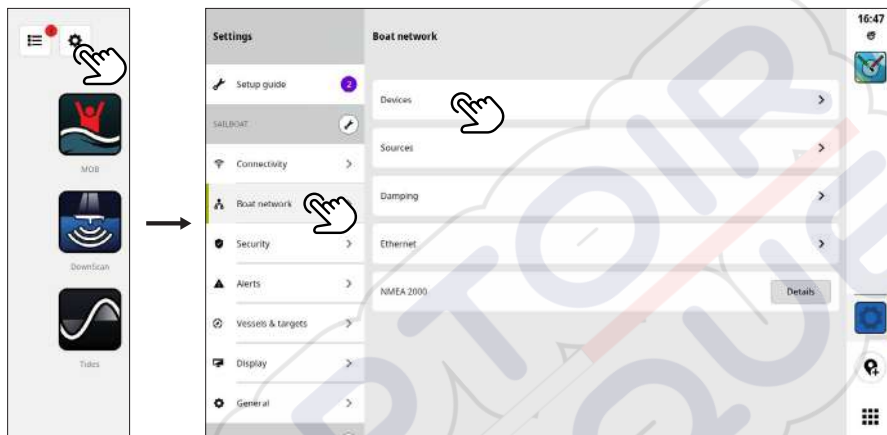 2
MOB
DownScan
Tides
Settings
Setup guide
2
SAILBOAT
Connectivity
Boat network
Security
Alerts
Vessels & targets
Display
General
Boat network
Devices
Sources
Damping
Ethernet
NMEA 2000
Details
16:47